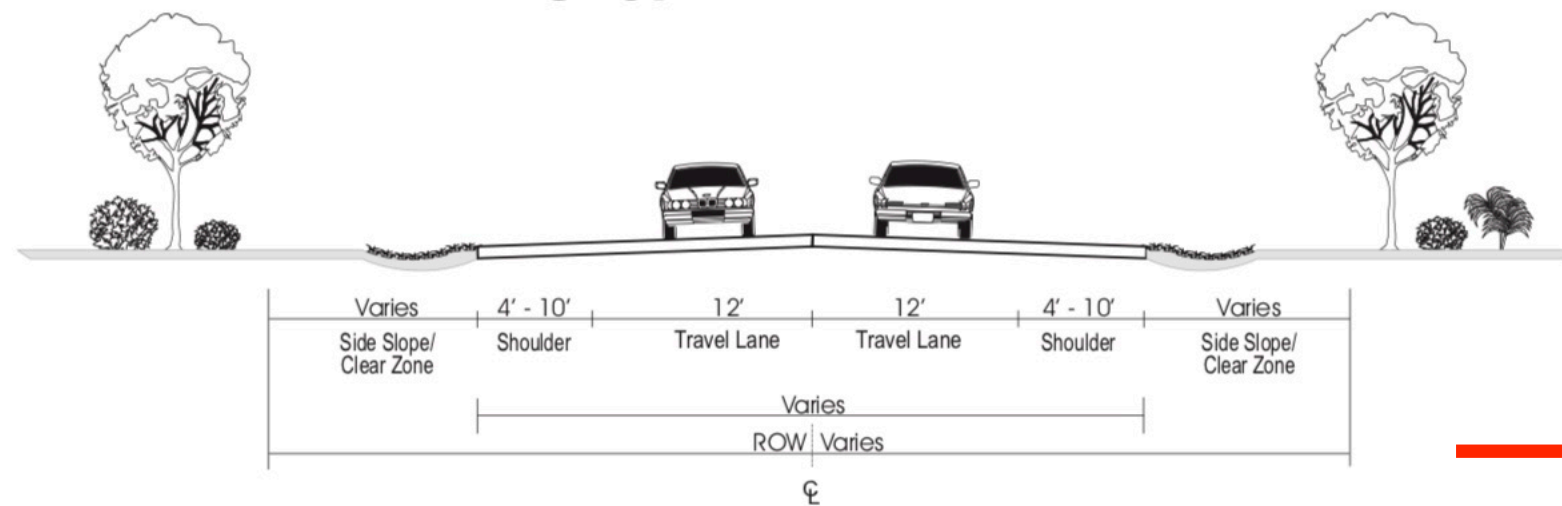 Varies 4' - 10' 12' 12' 4' - 10' Varies
Side Slope/ Shoulder Travel Lane Travel Lane Shoulder Side Slope/
Clear Zone Clear Zone
Varies
ROW Varies
℄